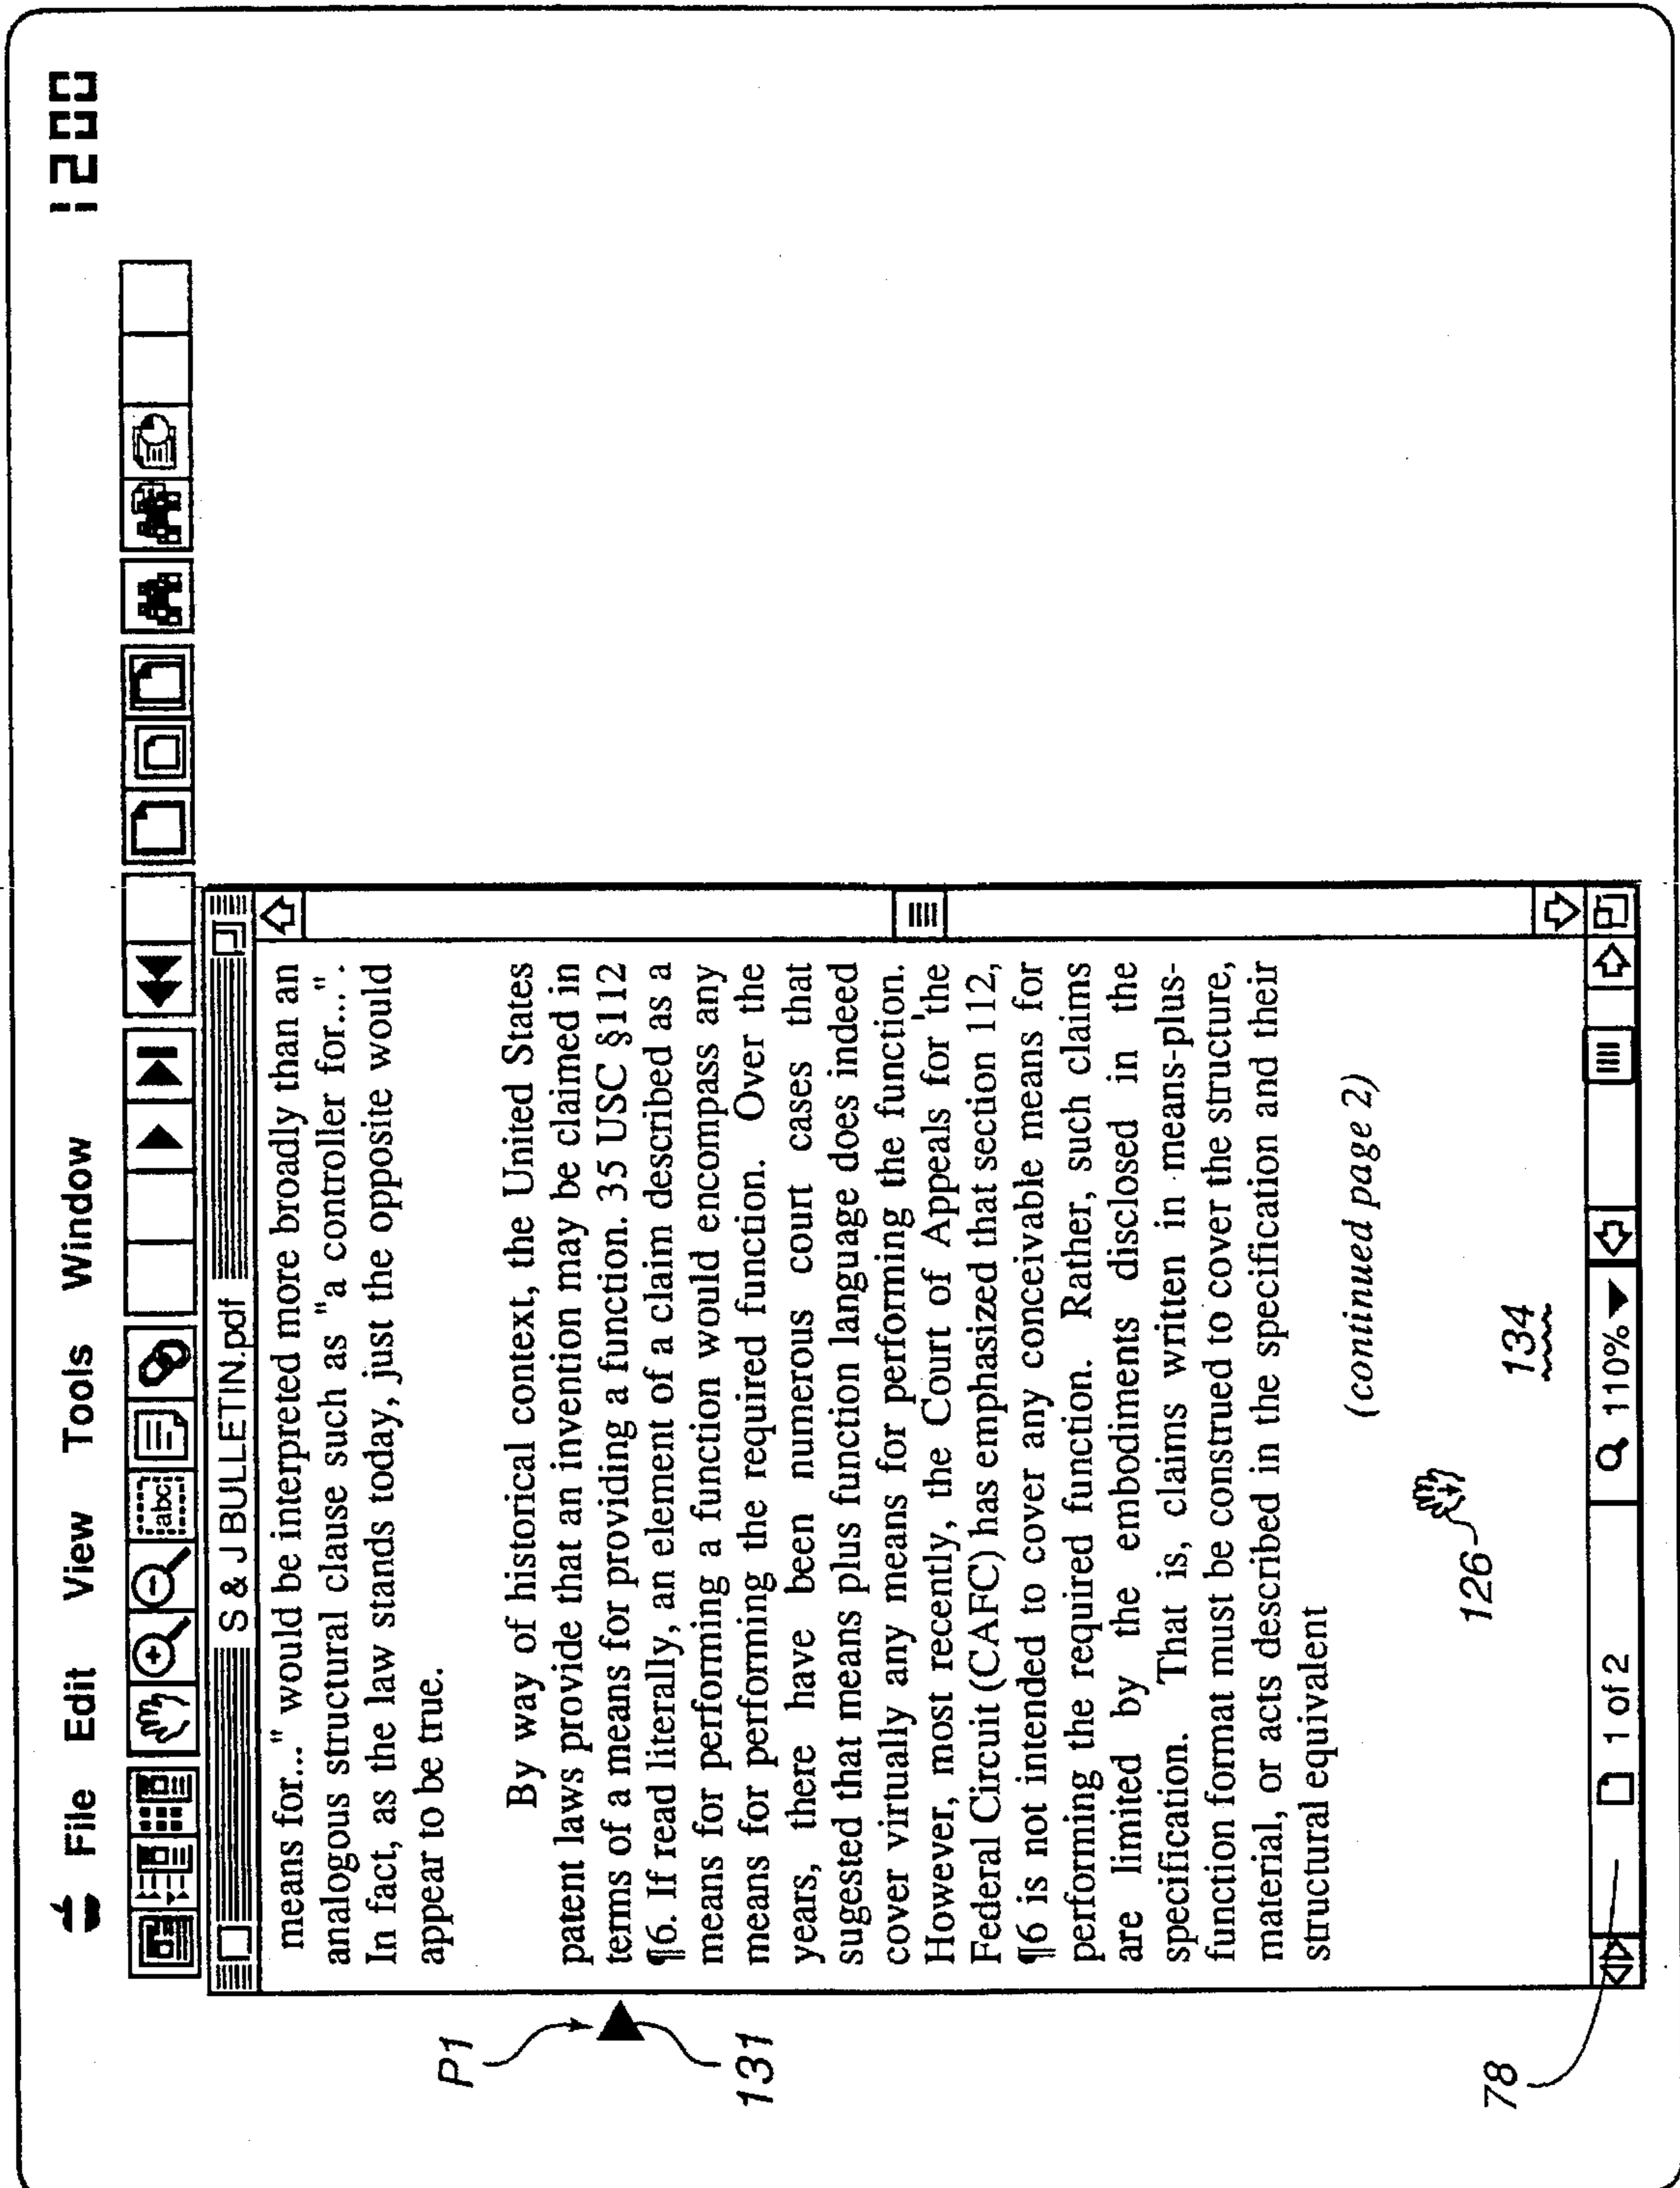 File Edit View Tools Window
1200
abc
S & J BULLETIN.pdf
means for..." would be interpreted more broadly than an
analogous structural clause such as "a controller for...".
In fact, as the law stands today, just the opposite would
appear to be true.
By way of historical context, the United States
patent laws provide that an invention may be claimed in
terms of a means for providing a function. 35 USC §112
¶6. If read literally, an element of a claim described as a
means for performing a function would encompass any
means for performing the required function. Over the
years, there have been numerous court cases that
suggested that means plus function language does indeed
cover virtually any means for performing the function.
However, most recently, the Court of Appeals for the
Federal Circuit (CAFC) has emphasized that section 112,
¶6 is not intended to cover any conceivable means for
performing the required function. Rather, such claims
are limited by the embodiments disclosed in the
specification. That is, claims written in means-plus-
function format must be construed to cover the structure,
material, or acts described in the specification and their
structural equivalent
(continued page 2)
P1
131
126
134
78
1 of 2
110%